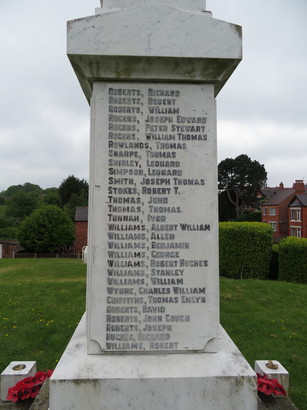 ROBERTS, RICHARD
ROBERTS, ROBERT
ROBERTS, WILLIAM
ROGERS, JOSEPH EDWARD
ROGERS, PETER STEWART
ROGERS, WILLIAM THOMAS
ROWLANDS, THOMAS
SHARPE, THOMAS
SHIRLEY, LEONARD
SIMPSON, LEONARD
SMITH, JOSEPH THOMAS
STOKES, ROBERT T.
THOMAS, JOHN
THOMAS, THOMAS
TUNNAH, IVOR
WILLIAMS, ALBERT WILLIAM
WILLIAMS, ALLEN
WILLIAMS, BENJAMIN
WILLIAMS, GEORGE
WILLIAMS, ROBERT HUGHES
WILLIAMS, STANLEY
WILLIAMS, WILLIAM
WYNNE, CHARLES WILLIAM
GRIFFITHS, THOMAS EMLYN
ROBERTS, DAVID
ROBERTS, JOHN GOUGH
ROBERTS, JOSEPH
HUGHES, RICHARD
WILLIAMS, ROBERT